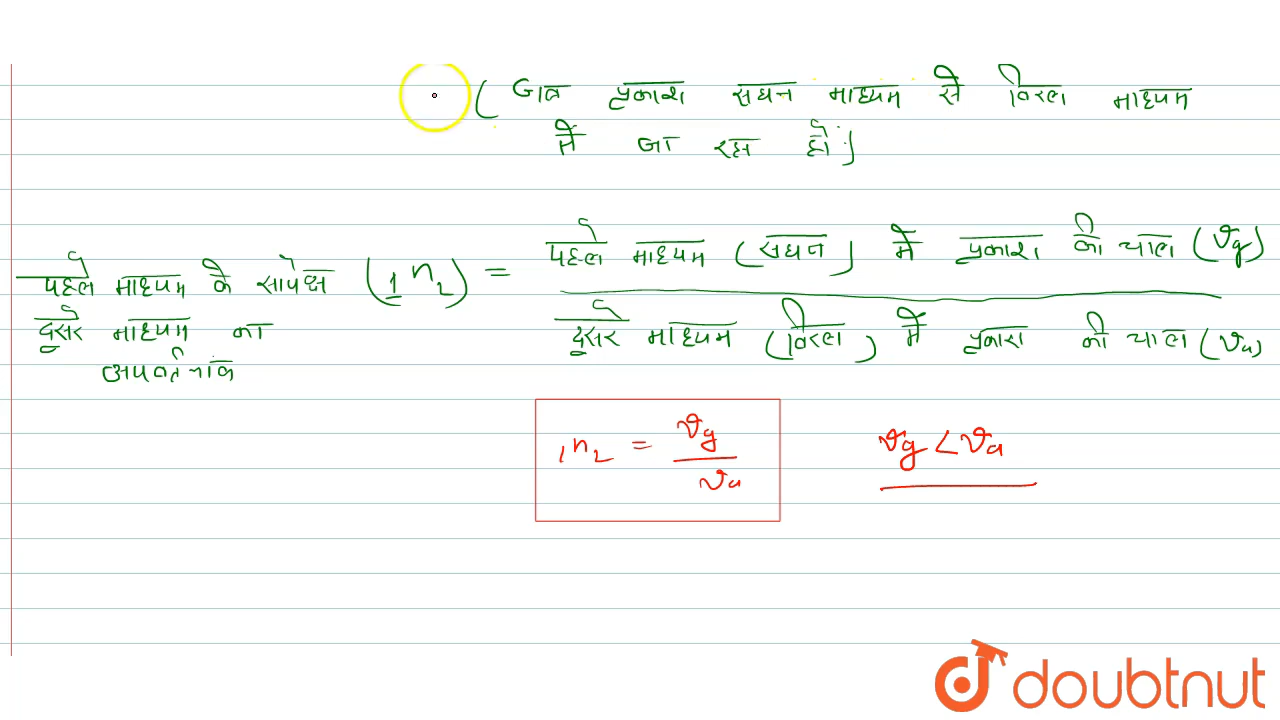 ( जब प्रकाश सघन माध्यम से विरल माध्यम
में जा रहा हो )
पहले माध्यम के सापेक्ष (₁n₂) = पहले माध्यम (सघन) में प्रकाश की चाल (vg)
दूसरे माध्यम का
दूसरे माध्यम (विरल) में प्रकाश की चाल (va)
अपवर्तनांक
₁n₂ = vg / va
vg < va
doubtnut